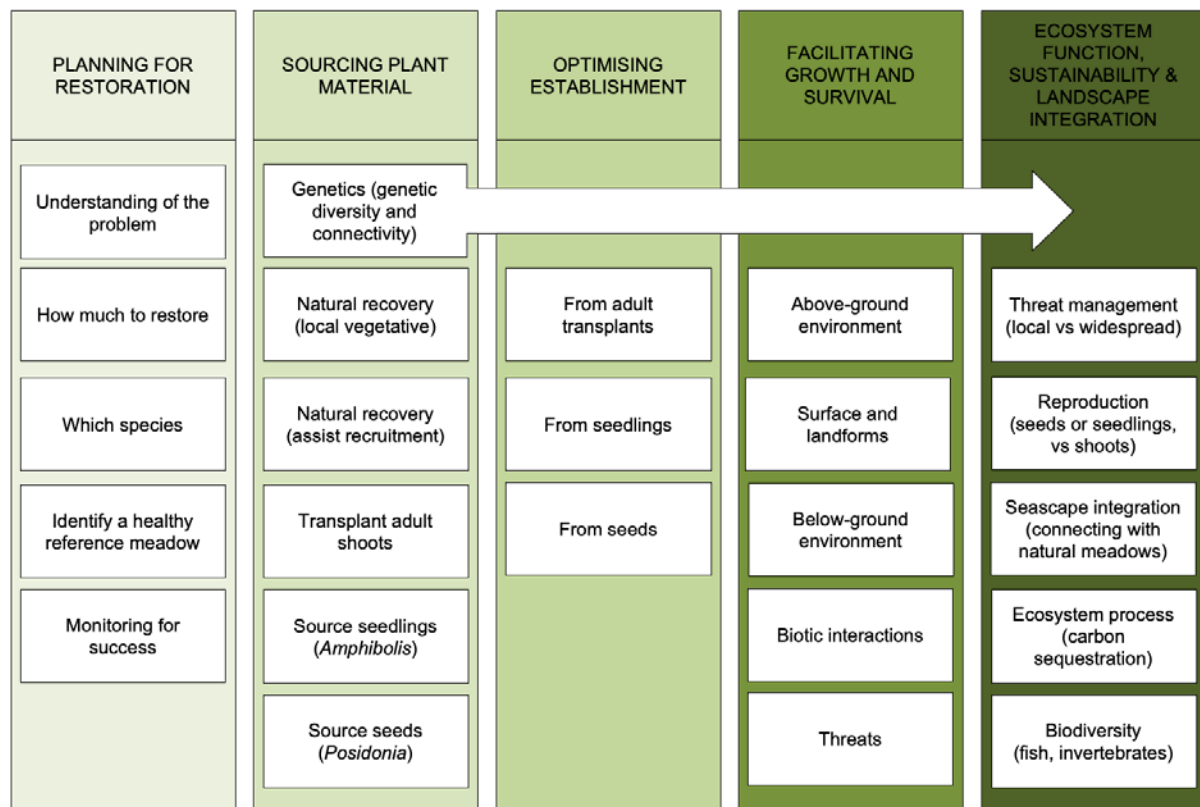 PLANNING FOR
RESTORATION
Understanding of the
problem
How much to restore
Which species
Identify a healthy
reference meadow
Monitoring for
success
SOURCING PLANT
MATERIAL
Genetics (genetic
diversity and
connectivity)
Natural recovery
(local vegetative)
Natural recovery
(assist recruitment)
Transplant adult
shoots
Source seedlings
(Amphibolis)
Source seeds
(Posidonia)
OPTIMISING
ESTABLISHMENT
From adult
transplants
From seedlings
From seeds
FACILITATING
GROWTH AND
SURVIVAL
Above-ground
environment
Surface and
landforms
Below-ground
environment
Biotic interactions
Threats
ECOSYSTEM
FUNCTION,
SUSTAINABILITY &
LANDSCAPE
INTEGRATION
Threat management
(local vs widespread)
Reproduction
(seeds or seedlings,
vs shoots)
Seascape integration
(connecting with
natural meadows)
Ecosystem process
(carbon
sequestration)
Biodiversity
(fish, invertebrates)